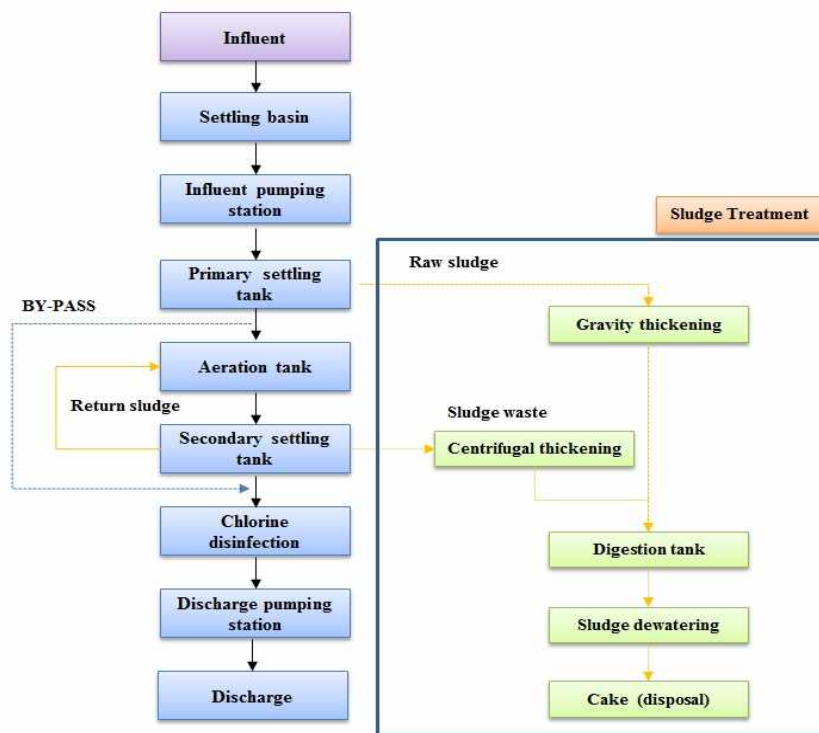 Influent
Settling basin
Influent pumping
station
Sludge Treatment
Primary settling
tank
Raw sludge
BY-PASS
Gravity thickening
Aeration tank
Return sludge
Sludge waste
Secondary settling
tank
Centrifugal thickening
Chlorine
disinfection
Digestion tank
Discharge pumping
station
Sludge dewatering
Discharge
Cake (disposal)